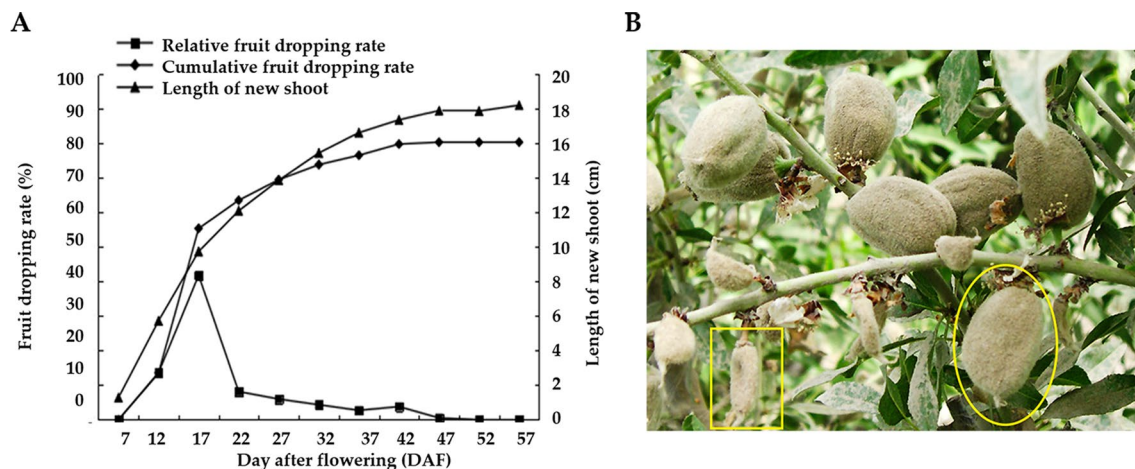 A
B
Relative fruit dropping rate
Cumulative fruit dropping rate
Length of new shoot
100
90
80
70
60
50
40
30
20
10
0
Fruit dropping rate (%)
20
18
16
14
12
10
8
6
4
2
0
Length of new shoot (cm)
7 12 17 22 27 32 37 42 47 52 57
Day after flowering (DAF)